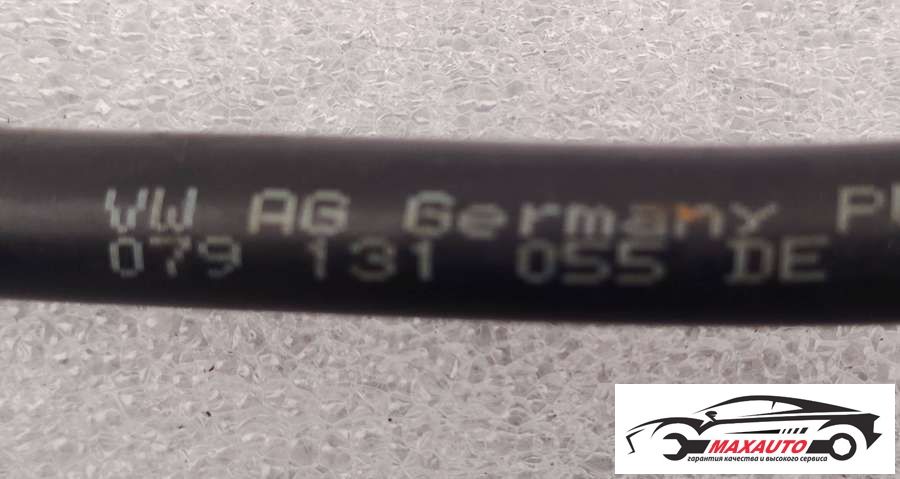 VW AG Germany P
079 131 055 DE
MAXAUTO
гарантия качества и высокого сервиса